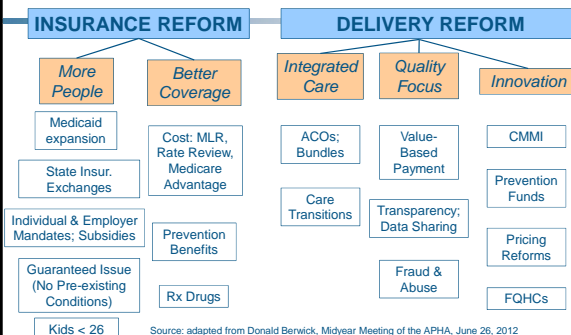 INSURANCE REFORM
DELIVERY REFORM
More
People
Better
Coverage
Integrated
Care
Quality
Focus
Innovation
Medicaid
expansion
State Insur.
Exchanges
Individual & Employer
Mandates; Subsidies
Guaranteed Issue
(No Pre-existing
Conditions)
Kids < 26
Cost: MLR,
Rate Review,
Medicare
Advantage
Prevention
Benefits
Rx Drugs
ACOs;
Bundles
Care
Transitions
Value-
Based
Payment
Transparency;
Data Sharing
Fraud &
Abuse
CMMI
Prevention
Funds
Pricing
Reforms
FQHCs
Source: adapted from Donald Berwick, Midyear Meeting of the APHA, June 26, 2012